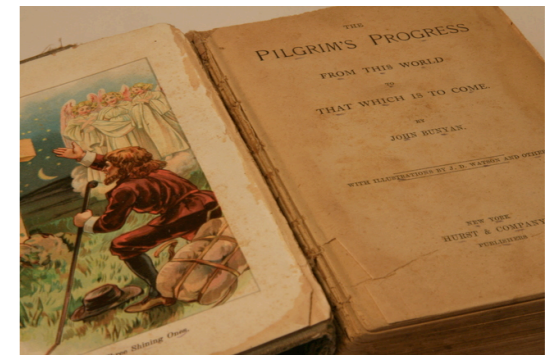 Shining Ones.
THE
PILGRIM'S PROGRESS
FROM THIS WORLD
TO
THAT WHICH IS TO COME.
BY
JOHN BUNYAN.
WITH ILLUSTRATIONS BY J. D. WATSON AND OTHER
NEW YORK
HURST & COMPANY
PUBLISHERS